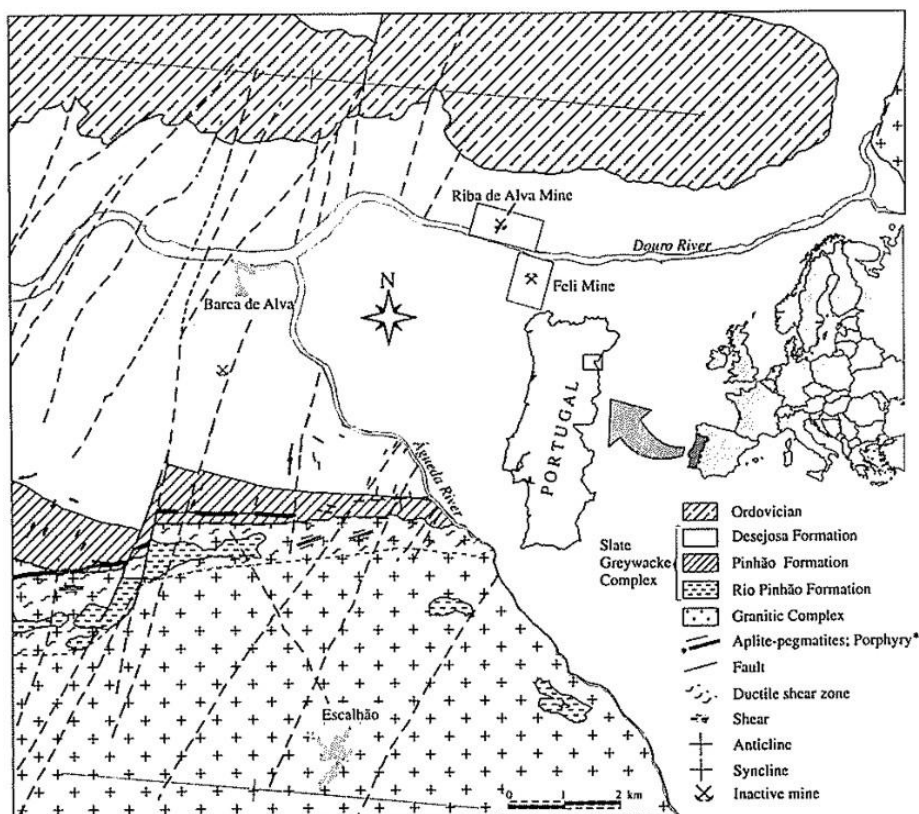 Riba de Alva Mine
Douro River
Feli Mine
Barca de Alva
N
Águeda River
PORTUGAL
Escalhão
0 1 2 km
Slate
Greywacke
Complex
Ordovician
Desejosa Formation
Pinhão Formation
Rio Pinhão Formation
Granitic Complex
Aplite-pegmatites; Porphyry*
Fault
Ductile shear zone
Shear
Anticline
Syncline
Inactive mine